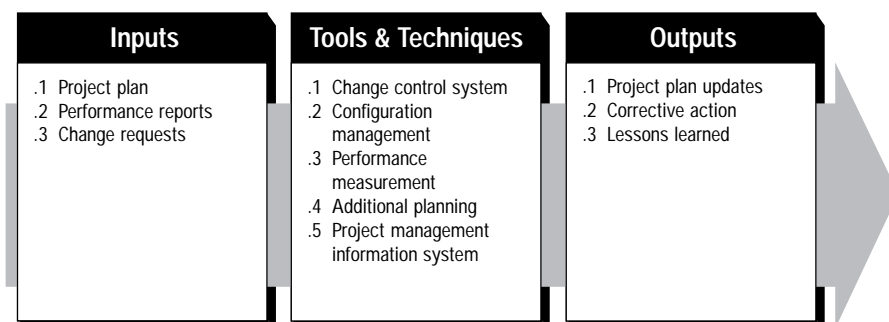 Inputs
.1 Project plan
.2 Performance reports
.3 Change requests
Tools & Techniques
.1 Change control system
.2 Configuration
management
.3 Performance
measurement
.4 Additional planning
.5 Project management
information system
Outputs
.1 Project plan updates
.2 Corrective action
.3 Lessons learned